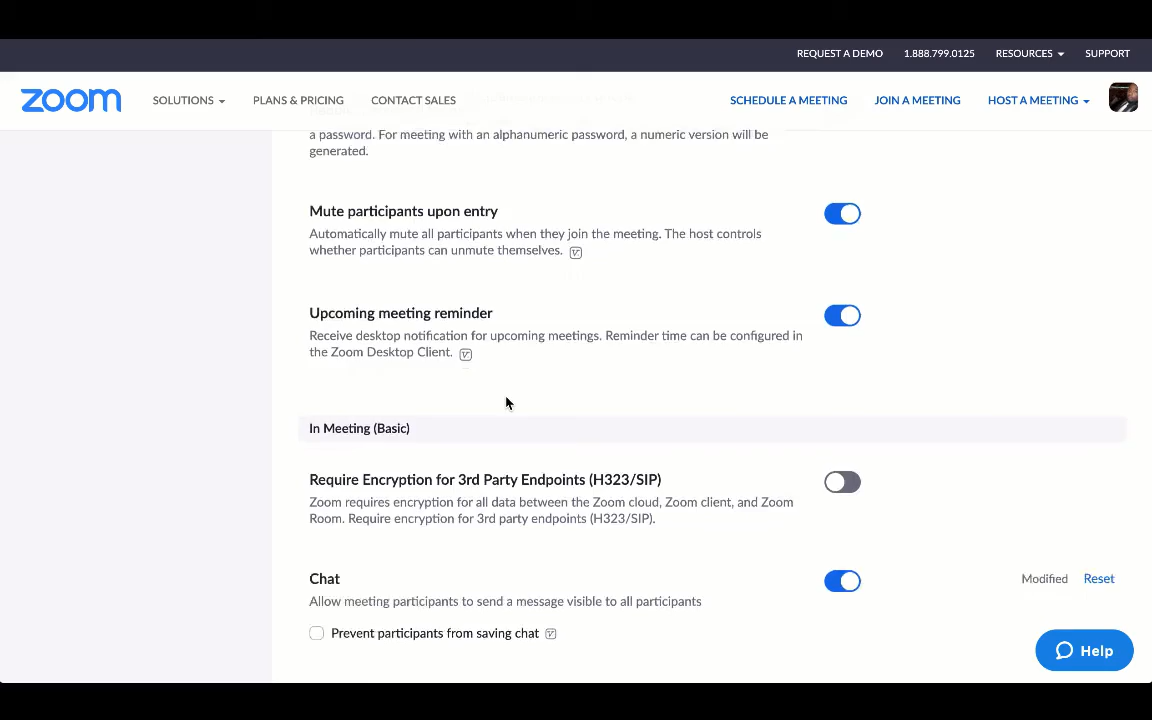 REQUEST A DEMO 1.888.799.0125 RESOURCES SUPPORT
zoom SOLUTIONS PLANS & PRICING CONTACT SALES SCHEDULE A MEETING JOIN A MEETING HOST A MEETING
a password. For meeting with an alphanumeric password, a numeric version will be
generated.
Mute participants upon entry
Automatically mute all participants when they join the meeting. The host controls
whether participants can unmute themselves.
Upcoming meeting reminder
Receive desktop notification for upcoming meetings. Reminder time can be configured in
the Zoom Desktop Client.
In Meeting (Basic)
Require Encryption for 3rd Party Endpoints (H323/SIP)
Zoom requires encryption for all data between the Zoom cloud, Zoom client, and Zoom
Room. Require encryption for 3rd party endpoints (H323/SIP).
Chat Modified Reset
Allow meeting participants to send a message visible to all participants
Prevent participants from saving chat
Help